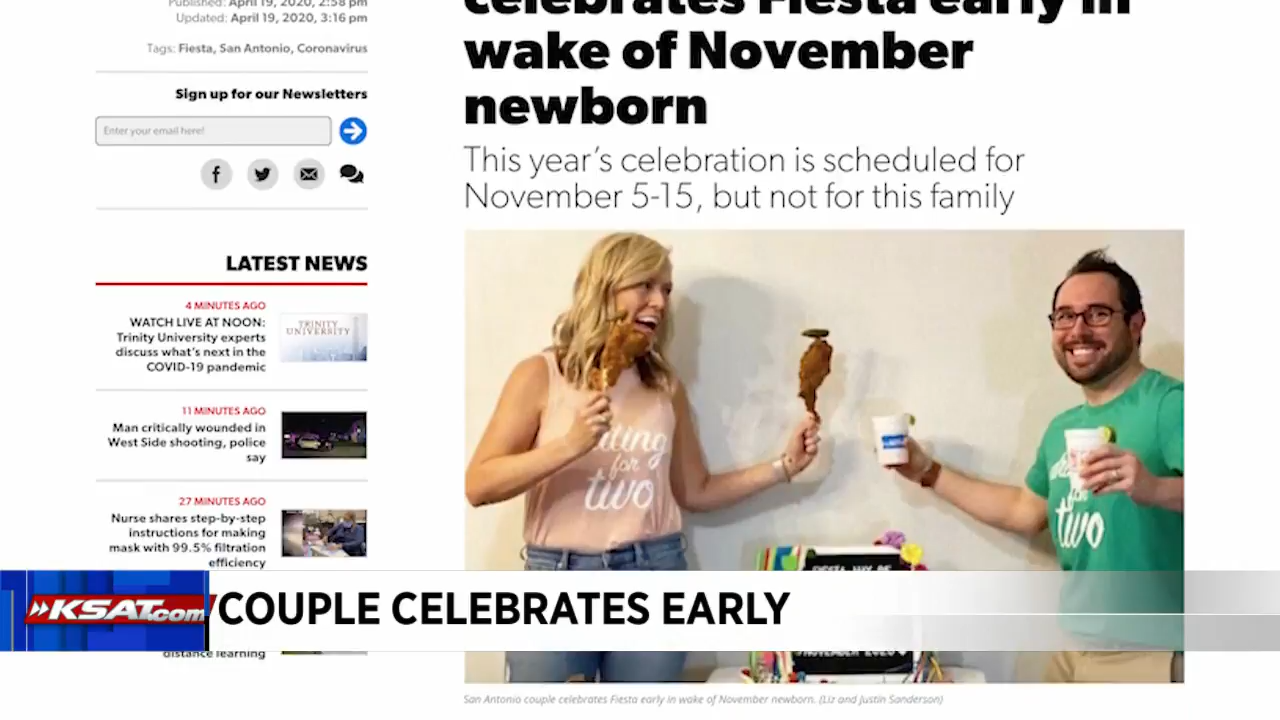 Published: April 19, 2020, 2:58 pm
Updated: April 19, 2020, 3:16 pm
Tags: Fiesta, San Antonio, Coronavirus
Sign up for our Newsletters
Enter your email here!
LATEST NEWS
4 MINUTES AGO
WATCH LIVE AT NOON:
Trinity University experts
discuss what's next in the
COVID-19 pandemic
TRINITY
UNIVERSITY
11 MINUTES AGO
Man critically wounded in
West Side shooting, police
say
27 MINUTES AGO
Nurse shares step-by-step
instructions for making
mask with 99.5% filtration
efficiency
distance learning
celebrates Fiesta early in
wake of November
newborn
This year's celebration is scheduled for
November 5-15, but not for this family
for
two
for
two
FIESTA MAY BE
NOVEMBER 2020
San Antonio couple celebrates Fiesta early in wake of November newborn. (Liz and Justin Sanderson)
KSAT.com
COUPLE CELEBRATES EARLY